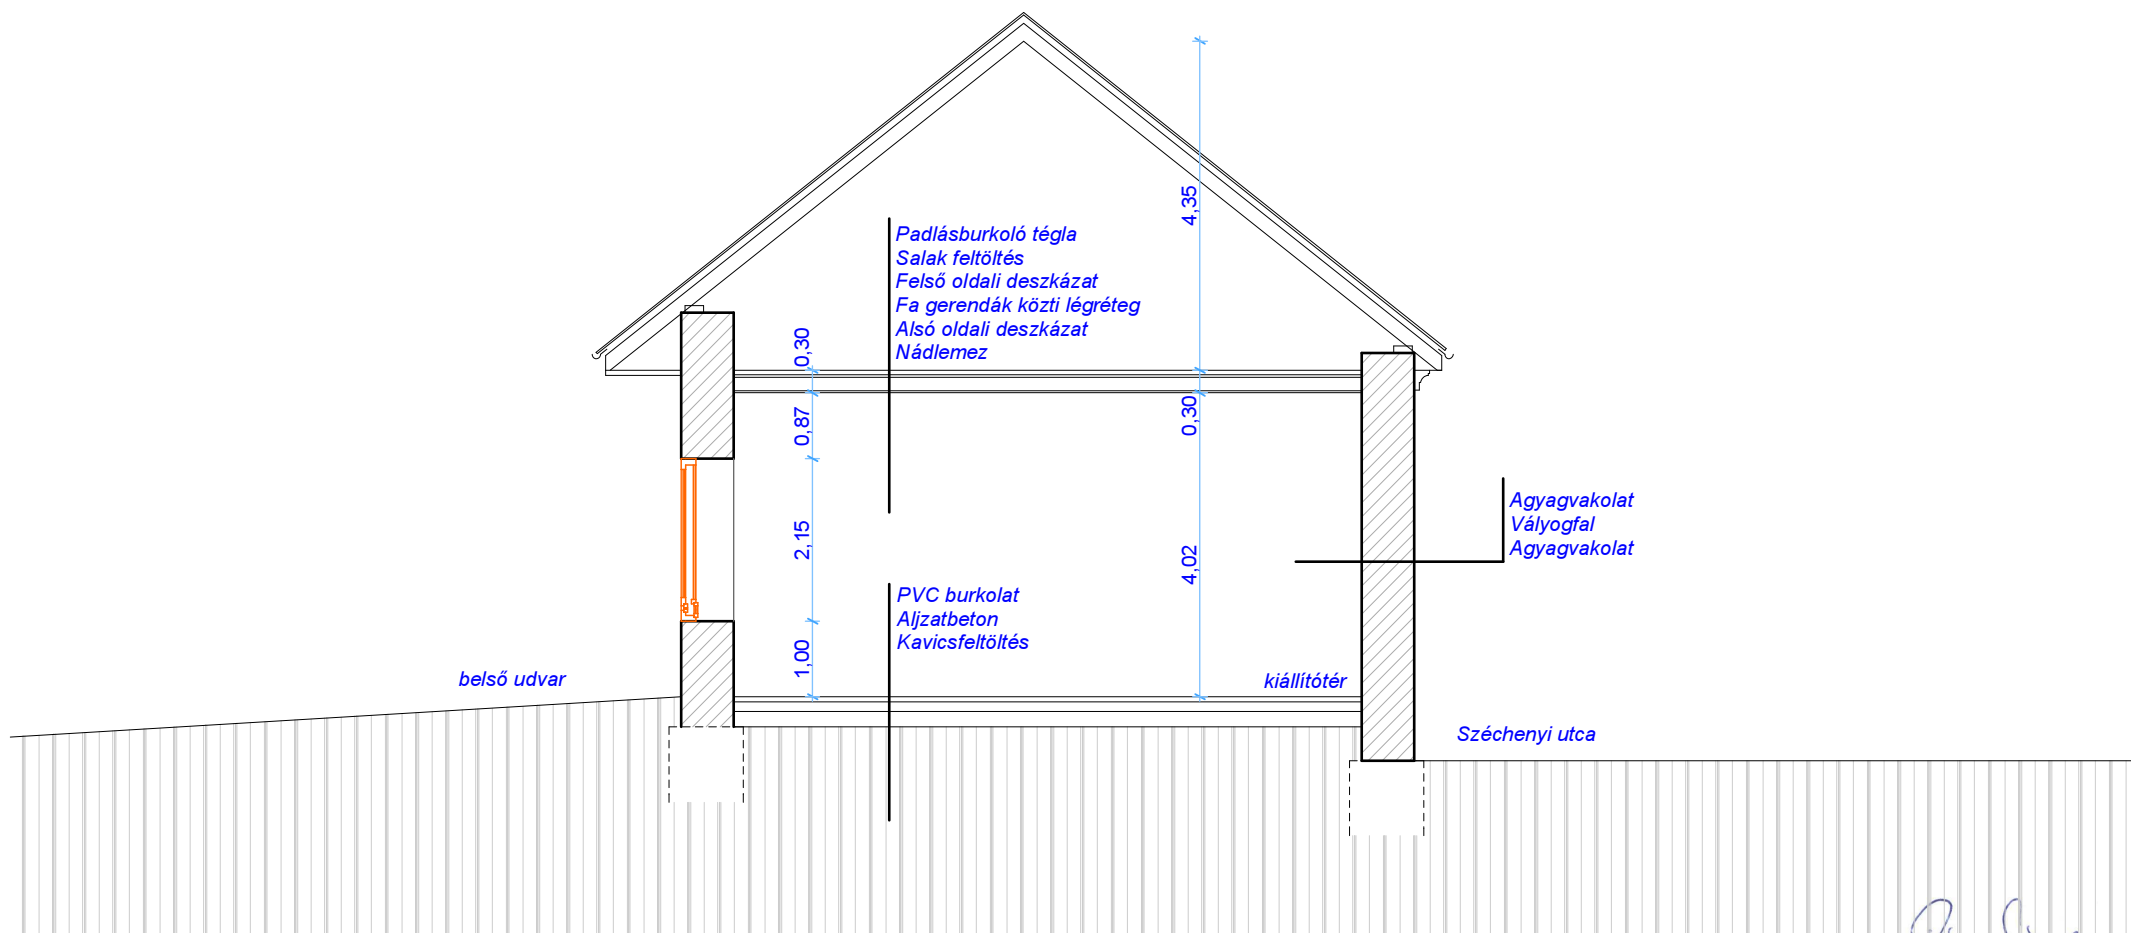 4,35
Padlásburkoló tégla
Salak feltöltés
Felső oldali deszkázat
Fa gerendák közti légréteg
Alsó oldali deszkázat
Nádlemez
0,30
0,87
0,30
2,15
4,02
1,00
Agyagvakolat
Vályogfal
Agyagvakolat
PVC burkolat
Aljzatbeton
Kavicsfeltöltés
belső udvar
kiállítótér
Széchenyi utca